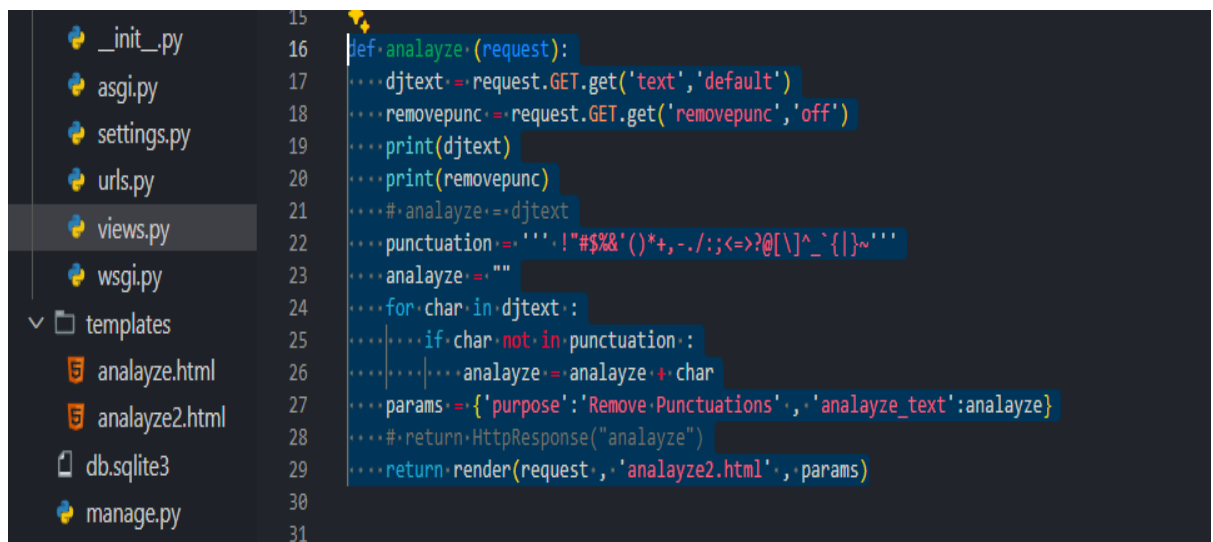 __init__.py
asgi.py
settings.py
urls.py
views.py
wsgi.py
templates
analayze.html
analayze2.html
db.sqlite3
manage.py
15
16 def analayze (request):
17     djtext = request.GET.get('text','default')
18     removepunc = request.GET.get('removepunc','off')
19     print(djtext)
20     print(removepunc)
21     # analayze = djtext
22     punctuation = ''' !"#$%&'()*+,-./:;<=>?@[\]^_`{|}~'''
23     analayze = ""
24     for char in djtext :
25         if char not in punctuation :
26             analayze = analayze + char
27     params = {'purpose':'Remove Punctuations' , 'analayze_text':analayze}
28     # return HttpResponse("analayze")
29     return render(request , 'analayze2.html' , params)
30
31